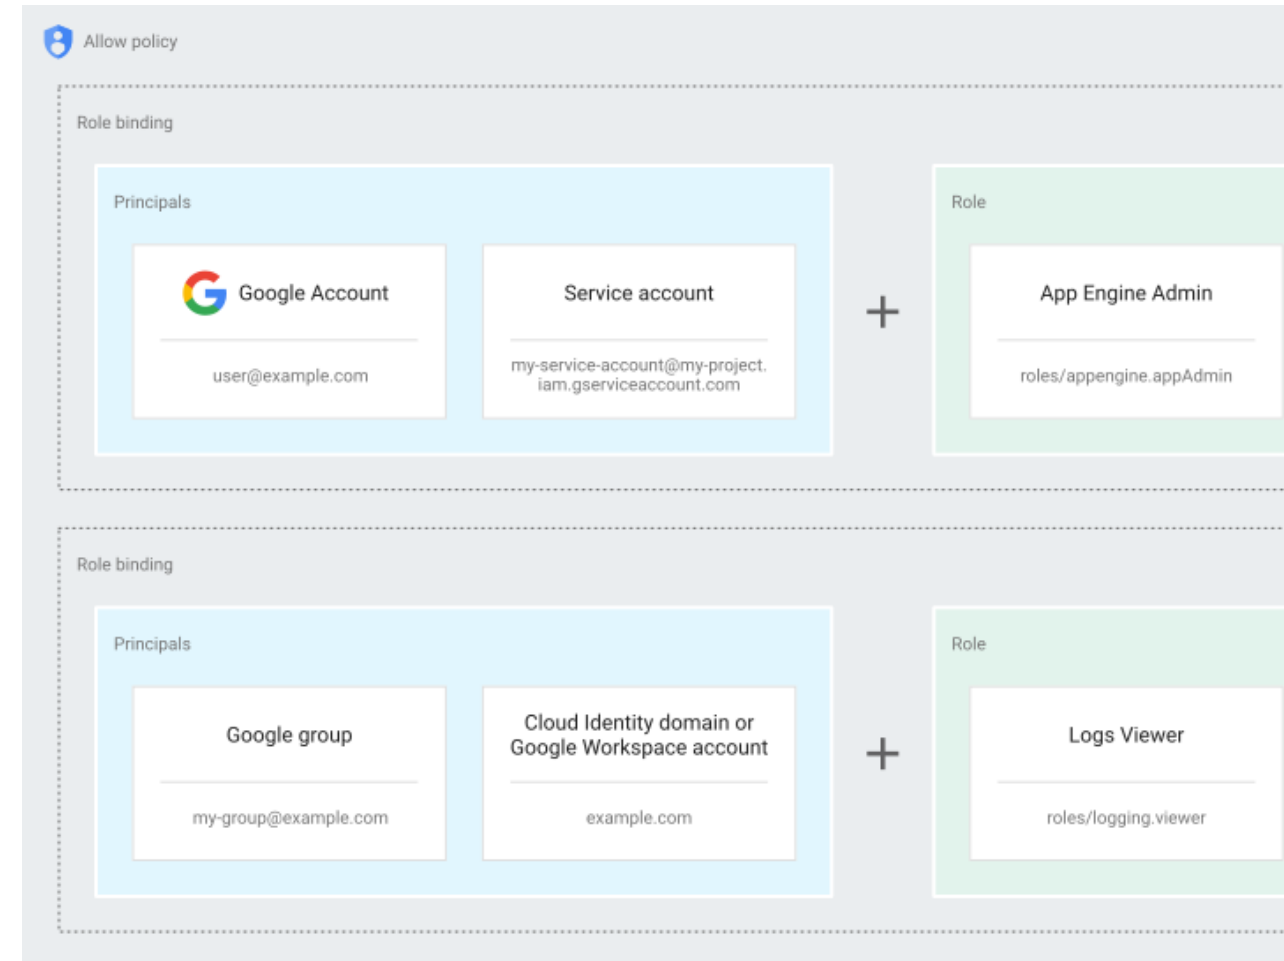 Allow policy
Role binding
Principals
Role
Google Account
Service account
App Engine Admin
user@example.com
my-service-account@my-project.
iam.gserviceaccount.com
roles/appengine.appAdmin
Role binding
Principals
Role
Google group
Cloud Identity domain or
Google Workspace account
Logs Viewer
my-group@example.com
example.com
roles/logging.viewer